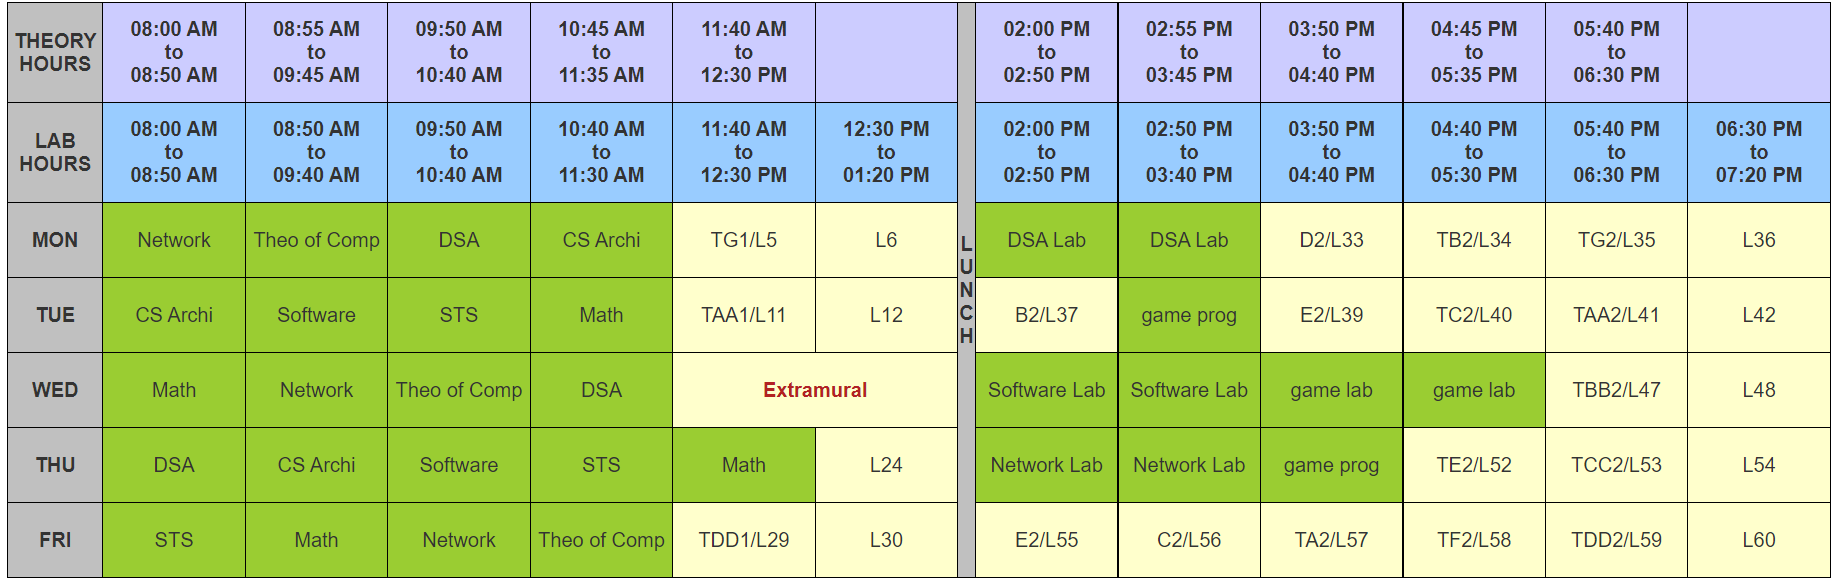 THEORY HOURS 08:00 AM to 08:50 AM 08:55 AM to 09:45 AM 09:50 AM to 10:40 AM 10:45 AM to 11:35 AM 11:40 AM to 12:30 PM 02:00 PM to 02:50 PM 02:55 PM to 03:45 PM 03:50 PM to 04:40 PM 04:45 PM to 05:35 PM 05:40 PM to 06:30 PM
LAB HOURS 08:00 AM to 08:50 AM 08:50 AM to 09:40 AM 09:50 AM to 10:40 AM 10:40 AM to 11:30 AM 11:40 AM to 12:30 PM 12:30 PM to 01:20 PM 02:00 PM to 02:50 PM 02:50 PM to 03:40 PM 03:50 PM to 04:40 PM 04:40 PM to 05:30 PM 05:40 PM to 06:30 PM 06:30 PM to 07:20 PM
LUNCH
MON Network Theo of Comp DSA CS Archi TG1/L5 L6 DSA Lab DSA Lab D2/L33 TB2/L34 TG2/L35 L36
TUE CS Archi Software STS Math TAA1/L11 L12 B2/L37 game prog E2/L39 TC2/L40 TAA2/L41 L42
WED Math Network Theo of Comp DSA Extramural Software Lab Software Lab game lab game lab TBB2/L47 L48
THU DSA CS Archi Software STS Math L24 Network Lab Network Lab game prog TE2/L52 TCC2/L53 L54
FRI STS Math Network Theo of Comp TDD1/L29 L30 E2/L55 C2/L56 TA2/L57 TF2/L58 TDD2/L59 L60